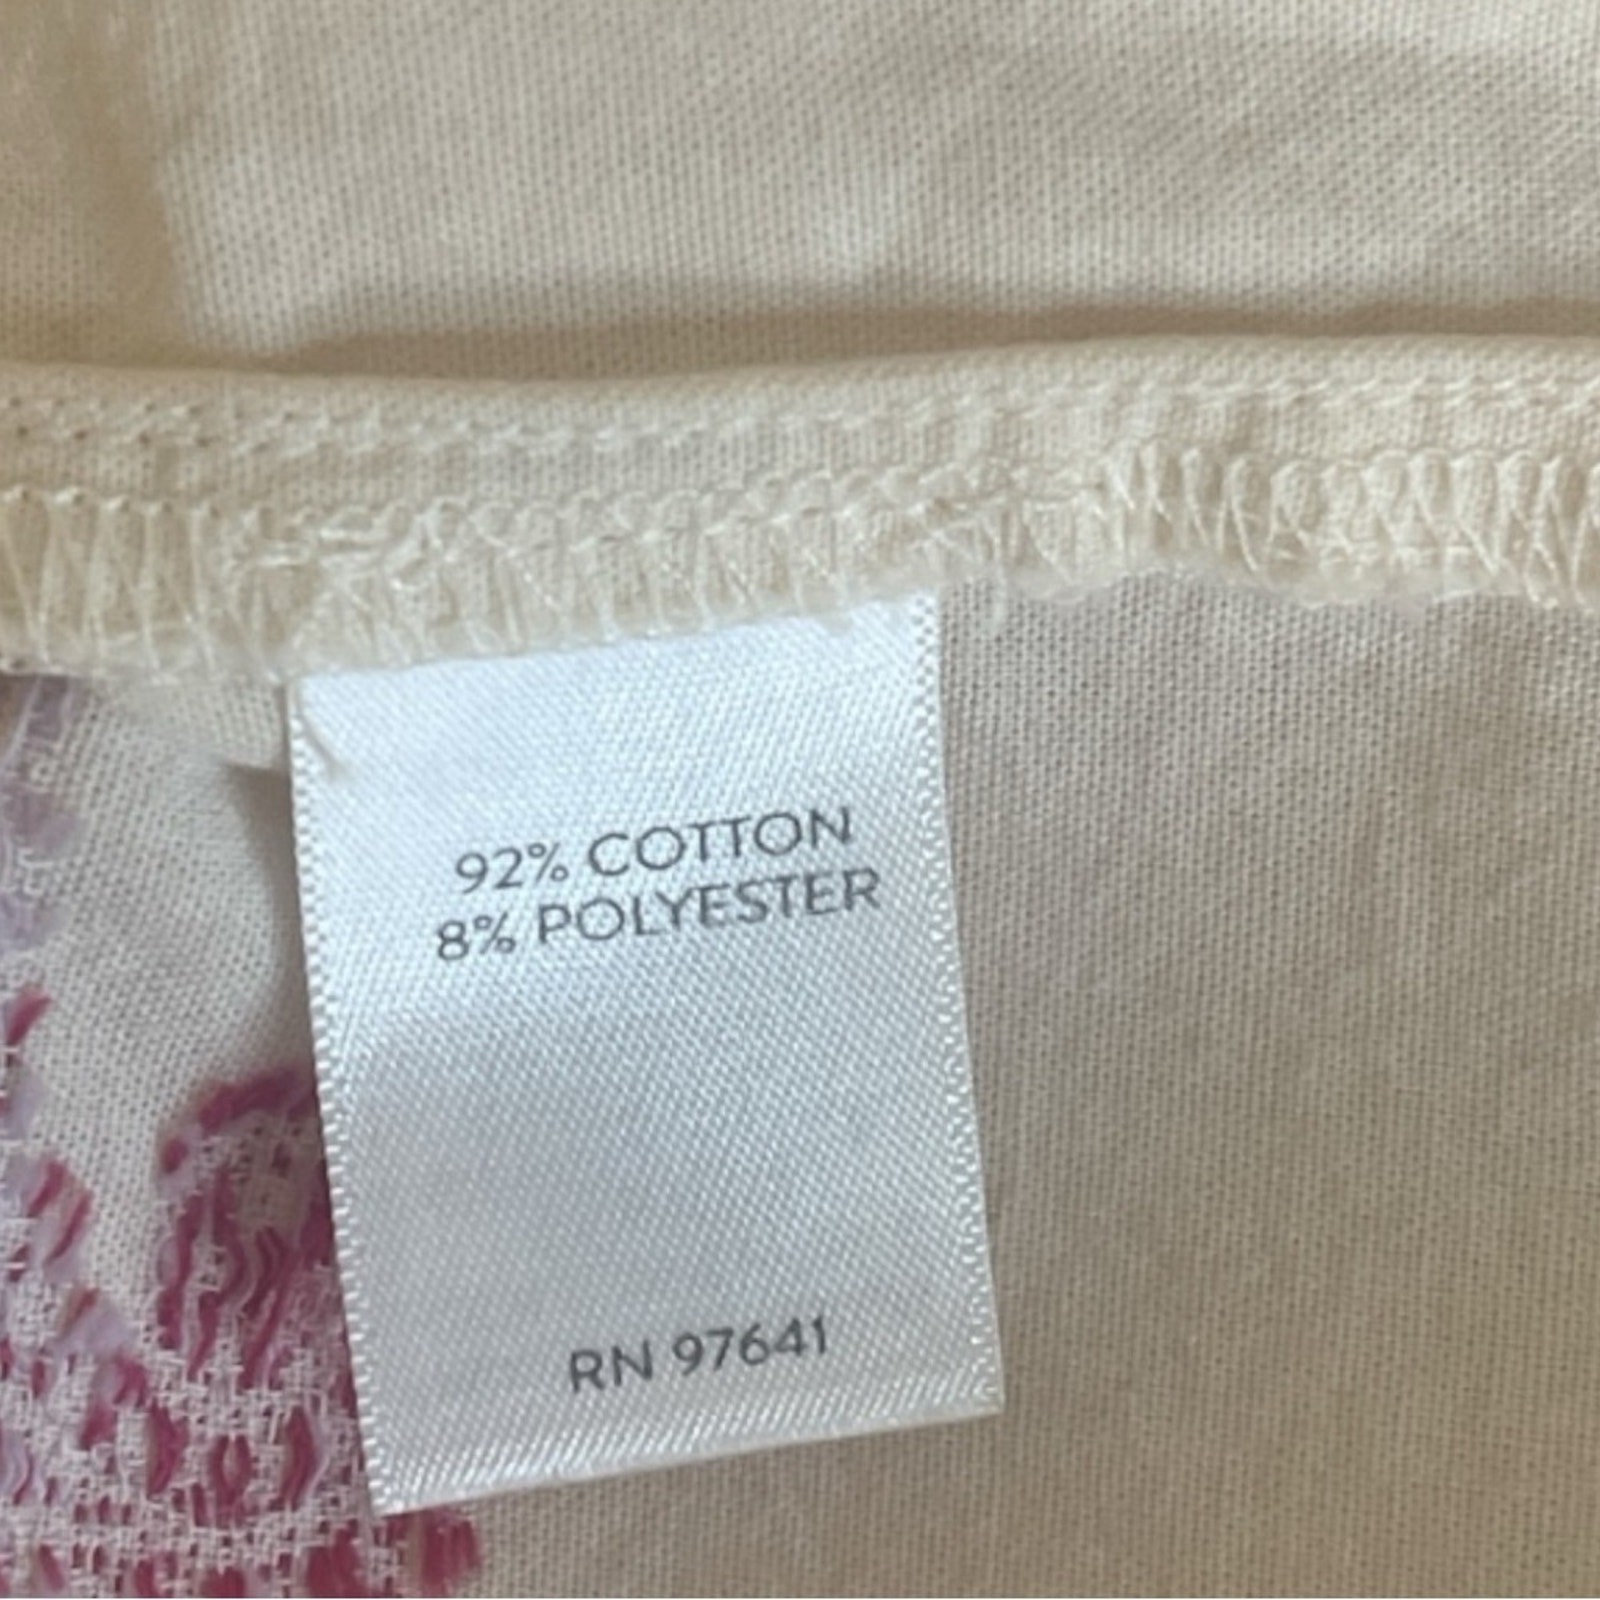 92% COTTON
8% POLYESTER
RN 97641